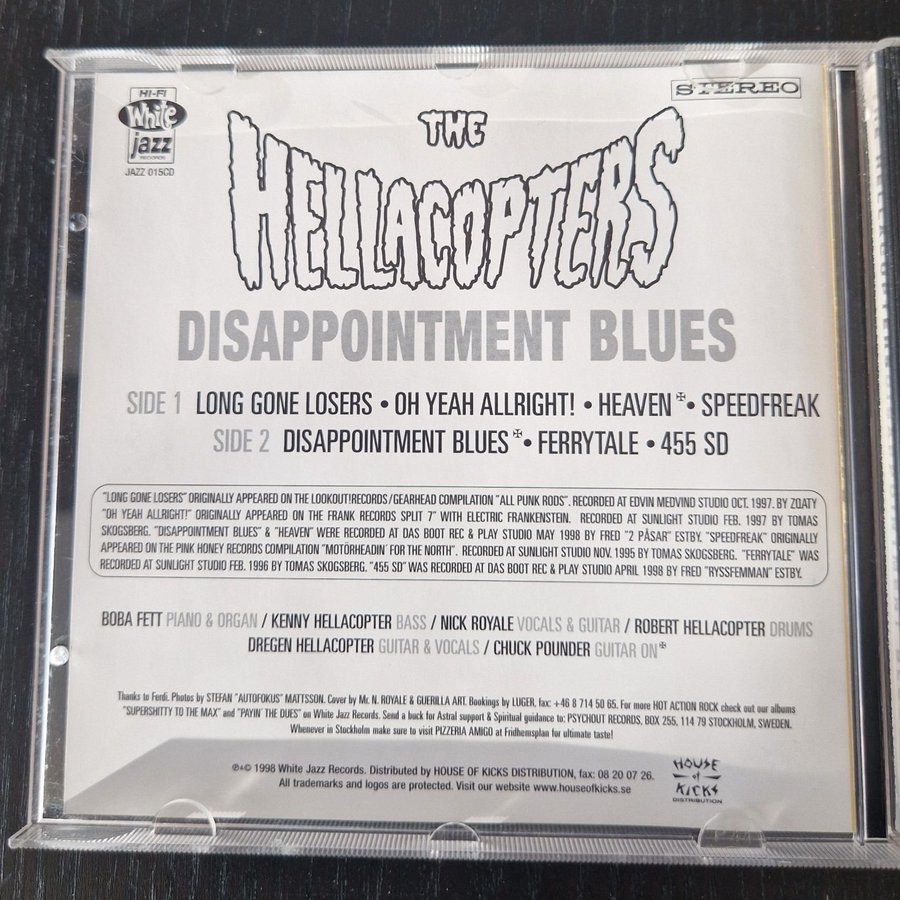 HI-FI
White
jazz
RECORDS
JAZZ 015CD
STEREO
THE
HELLACOPTERS
DISAPPOINTMENT BLUES
SIDE 1 LONG GONE LOSERS • OH YEAH ALLRIGHT! • HEAVEN ✠ • SPEEDFREAK
SIDE 2 DISAPPOINTMENT BLUES ✠ • FERRYTALE • 455 SD
"LONG GONE LOSERS" ORIGINALLY APPEARED ON THE LOOKOUT!RECORDS/GEARHEAD COMPILATION "ALL PUNK RODS". RECORDED AT EDVIN MEDVIND STUDIO OCT. 1997. BY ZQATY
"OH YEAH ALLRIGHT!" ORIGINALLY APPEARED ON THE FRANK RECORDS SPLIT 7" WITH ELECTRIC FRANKENSTEIN. RECORDED AT SUNLIGHT STUDIO FEB. 1997 BY TOMAS
SKOGSBERG. "DISAPPOINTMENT BLUES" & "HEAVEN" WERE RECORDED AT DAS BOOT REC & PLAY STUDIO MAY 1998 BY FRED "2 PÅSAR" ESTBY. "SPEEDFREAK" ORIGINALLY
APPEARED ON THE PINK HONEY RECORDS COMPILATION "MOTÖRHEADIN' FOR THE NORTH". RECORDED AT SUNLIGHT STUDIO NOV. 1995 BY TOMAS SKOGSBERG. "FERRYTALE" WAS
RECORDED AT SUNLIGHT STUDIO FEB. 1996 BY TOMAS SKOGSBERG. "455 SD" WAS RECORDED AT DAS BOOT REC & PLAY STUDIO APRIL 1998 BY FRED "RYSSFEMMAN" ESTBY.
BOBA FETT PIANO & ORGAN / KENNY HELLACOPTER BASS / NICK ROYALE VOCALS & GUITAR / ROBERT HELLACOPTER DRUMS
DREGEN HELLACOPTER GUITAR & VOCALS / CHUCK POUNDER GUITAR ON ✠
Thanks to Ferdi. Photos by STEFAN "AUTOFOKUS" MATTSSON. Cover by Mr. N. ROYALE & GUERILLA ART. Bookings by LUGER, fax: +46 8 714 50 65. For more HOT ACTION ROCK check out our albums
"SUPERSHITTY TO THE MAX" and "PAYIN' THE DUES" on White Jazz Records. Send a buck for Astral support & Spiritual guidance to: PSYCHOUT RECORDS, BOX 255, 114 79 STOCKHOLM, SWEDEN.
Whenever in Stockholm make sure to visit PIZZERIA AMIGO at Fridhemsplan for ultimate taste!
℗+© 1998 White Jazz Records. Distributed by HOUSE OF KICKS DISTRIBUTION, fax: 08 20 07 26.
All trademarks and logos are protected. Visit our website www.houseofkicks.se
HOUSE
of
KICKS
DISTRIBUTION